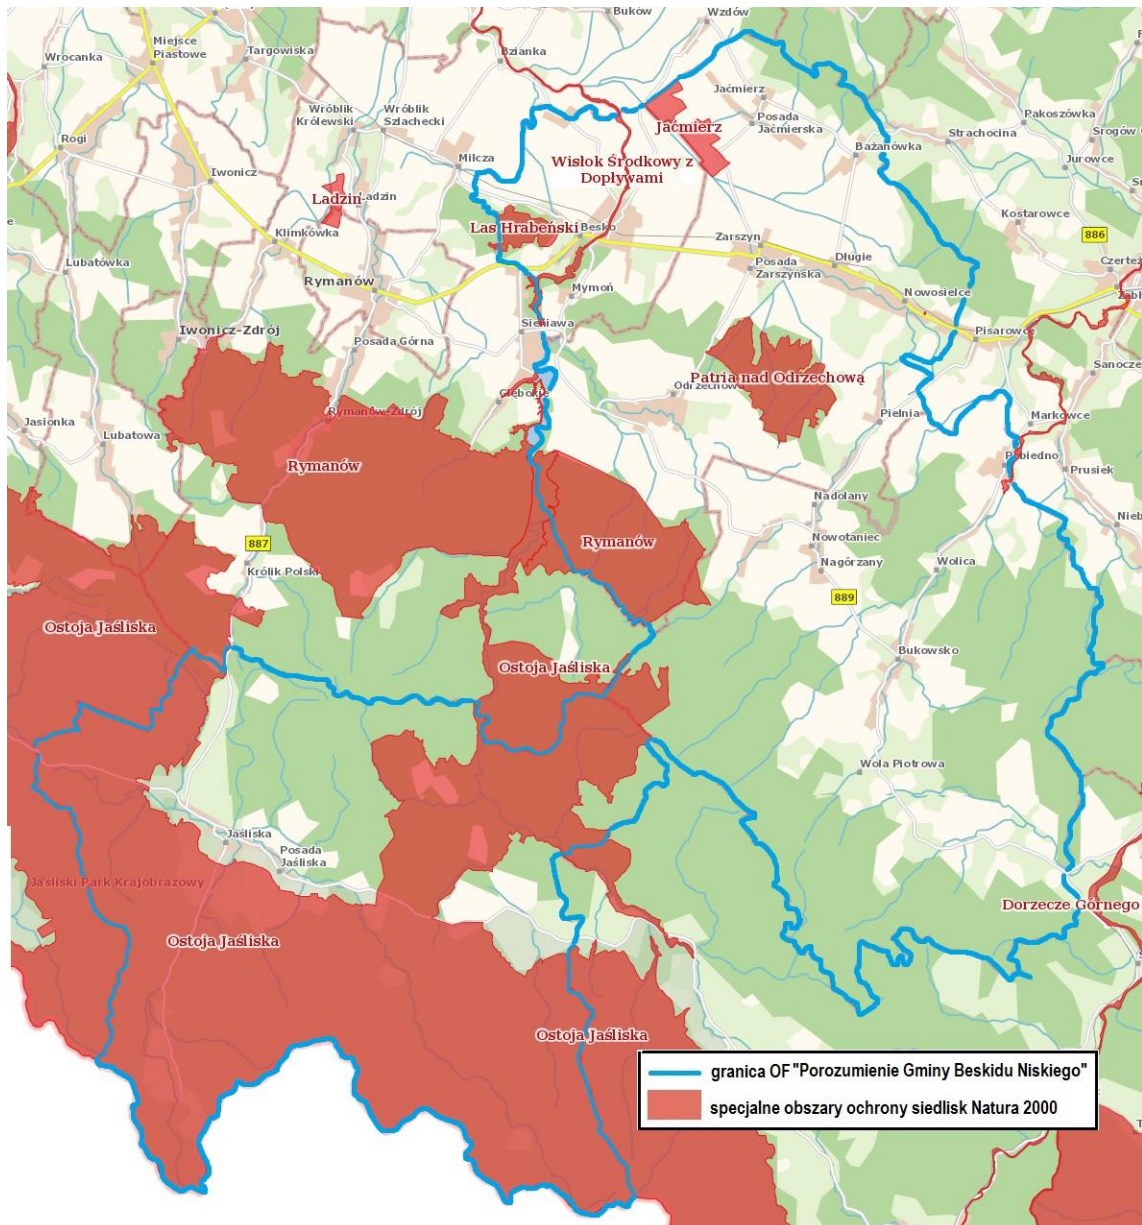 Buków
Wzdów
Miejsce
Piastowe
Targowiska
Bzianka
Wrocanka
Wróblik
Królewski
Wróblik
Szlachecki
Jaćmierz
Posada
Jaćmierska
Jaćmierz
Pakoszówka
Strachocina
Srogów
Rogi
Milcza
Bażanówka
Jurowce
Wisłok Środkowy z
Dopływami
Iwonicz
Ladzin
Ladzin
Kostarowce
Las Hrabeński
Besko
Klimkówka
Zarszyn
886
Długie
Posada
Zarszyńska
Lubatówka
Rymanów
Mymoń
Nowosielce
Iwonicz-Zdrój
Sieniawa
Pisarowce
Posada Górna
Patria nad Odrzechową
Głębokie
Rymanów-Zdrój
Pielnia
Markowce
Jasionka
Lubatowa
Rymanów
Prusiek
Nadolany
Rymanów
887
Nowotaniec
Królik Polski
Nagórzany
Wolica
889
Ostoja Jaśliska
Bukowsko
Ostoja Jaśliska
Wola Piotrowa
Jaśliska
Posada
Jaśliska
Jaśliski Park Krajobrazowy
Dorzecze Górnego
Ostoja Jaśliska
Ostoja Jaśliska
granica OF "Porozumienie Gminy Beskidu Niskiego"
specjalne obszary ochrony siedlisk Natura 2000